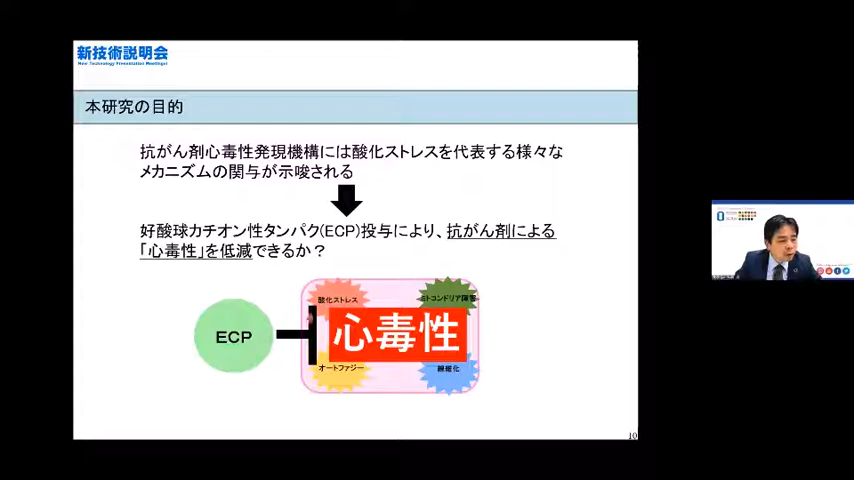 新技術説明会
New Technology Presentation Meetings!
本研究の目的
抗がん剤心毒性発現機構には酸化ストレスを代表する様々な
メカニズムの関与が示唆される
好酸球カチオン性タンパク(ECP)投与により、抗がん剤による
「心毒性」を低減できるか？
酸化ストレス
ミトコンドリア障害
ECP
心毒性
オートファジー
線維化
10